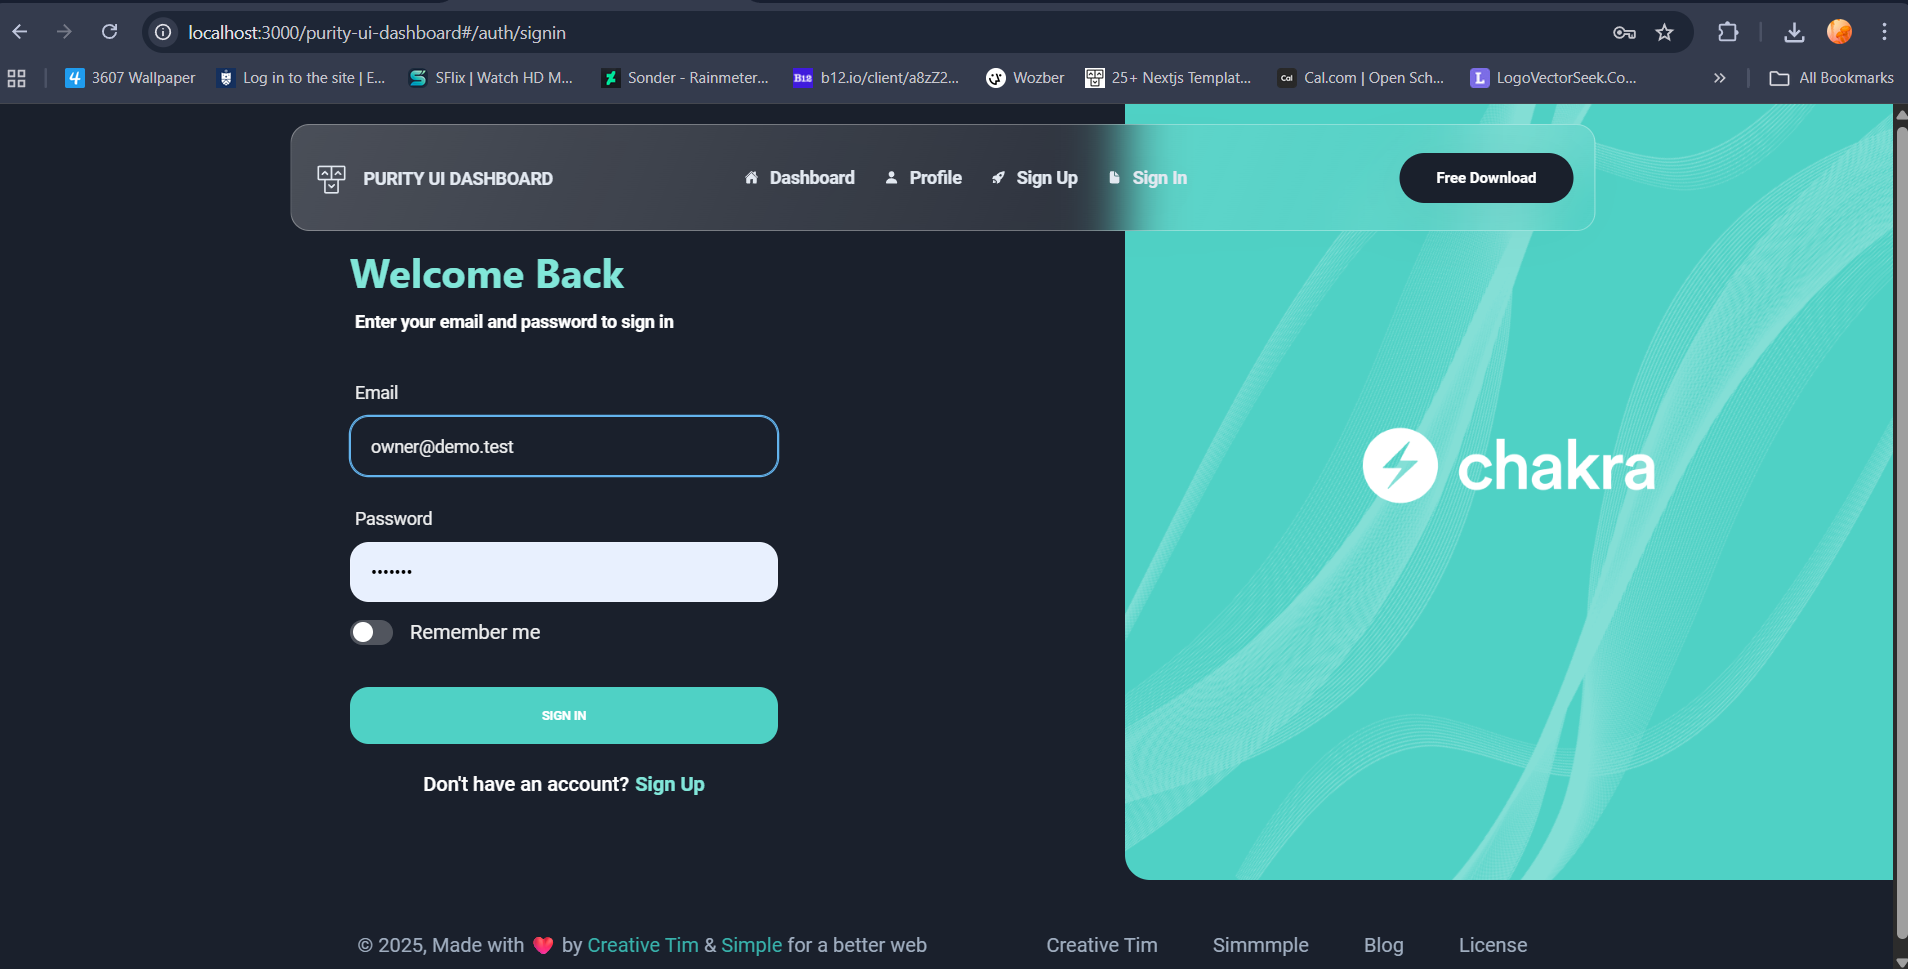 localhost:3000/purity-ui-dashboard#/auth/signin
3607 Wallpaper
Log in to the site | E...
SFlix | Watch HD M...
Sonder - Rainmeter...
B12 b12.io/client/a8zZ2...
Wozber
25+ Nextjs Templat...
Cal Cal.com | Open Sch...
L LogoVectorSeek.Co...
All Bookmarks
PURITY UI DASHBOARD
Dashboard
Profile
Sign Up
Sign In
Free Download
Welcome Back
Enter your email and password to sign in
Email
owner@demo.test
Password
•••••••
Remember me
SIGN IN
Don't have an account? Sign Up
chakra
© 2025, Made with ❤️ by Creative Tim & Simple for a better web
Creative Tim
Simmmple
Blog
License